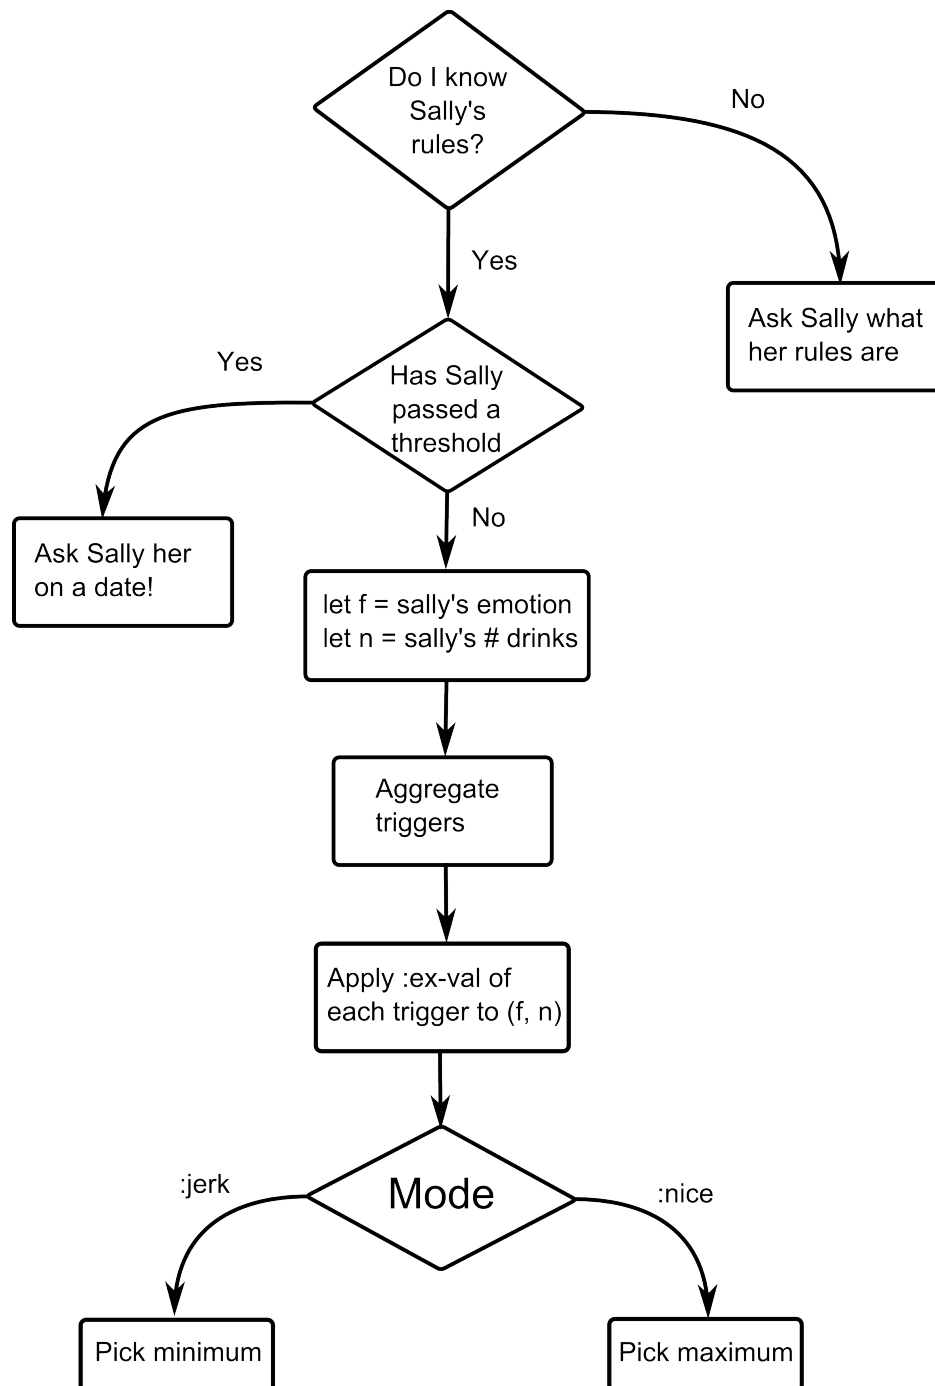 Do I know
Sally's
rules?
No
Yes
Ask Sally what
her rules are
Yes
Has Sally
passed a
threshold
No
Ask Sally her
on a date!
let f = sally's emotion
let n = sally's # drinks
Aggregate
triggers
Apply :ex-val of
each trigger to (f, n)
:jerk
Mode
:nice
Pick minimum
Pick maximum